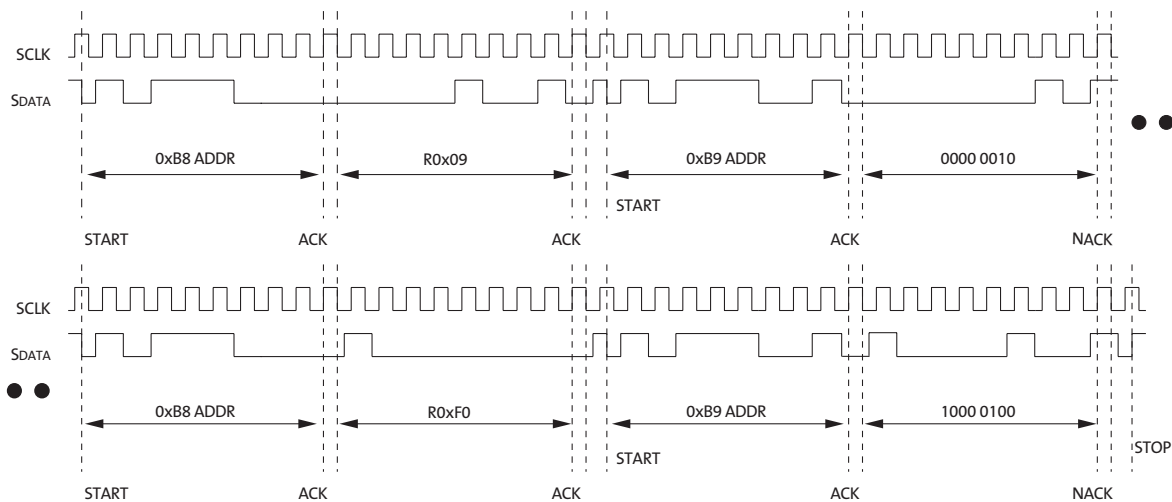 SCLK
SDATA
0xB8 ADDR R0x09 0xB9 ADDR 0000 0010
START
START ACK ACK ACK NACK
SCLK
SDATA
0xB8 ADDR R0xF0 0xB9 ADDR 1000 0100
START STOP
START ACK ACK ACK NACK